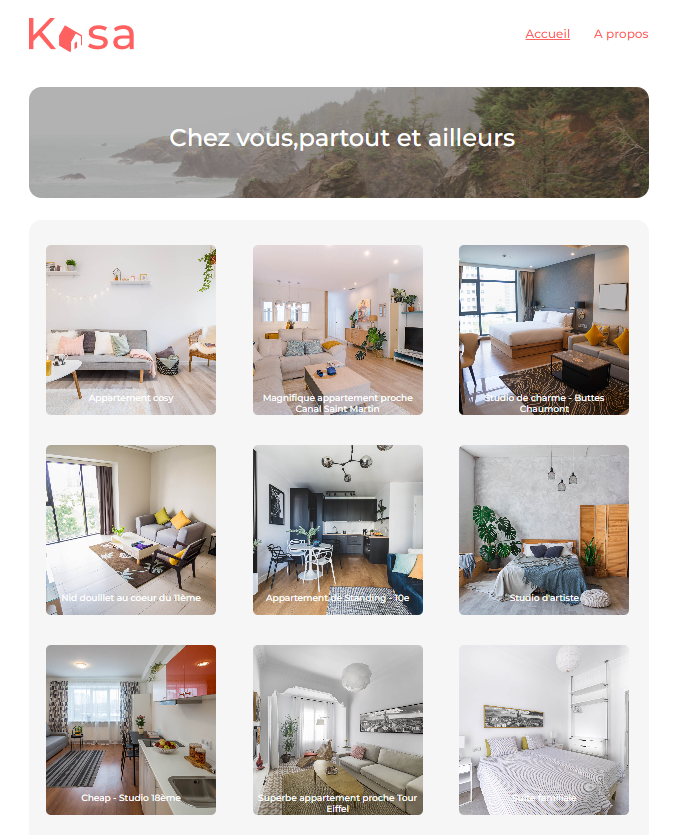 Kasa
Accueil
A propos
Chez vous,partout et ailleurs
Appartement cosy
Magnifique appartement proche
Canal Saint Martin
Studio de charme - Buttes
Chaumont
Nid douillet au coeur du 11ème
Appartement de Standing - 10e
Studio d'artiste
Cheap - Studio 18ème
Superbe appartement proche Tour
Eiffel
Suite familiale